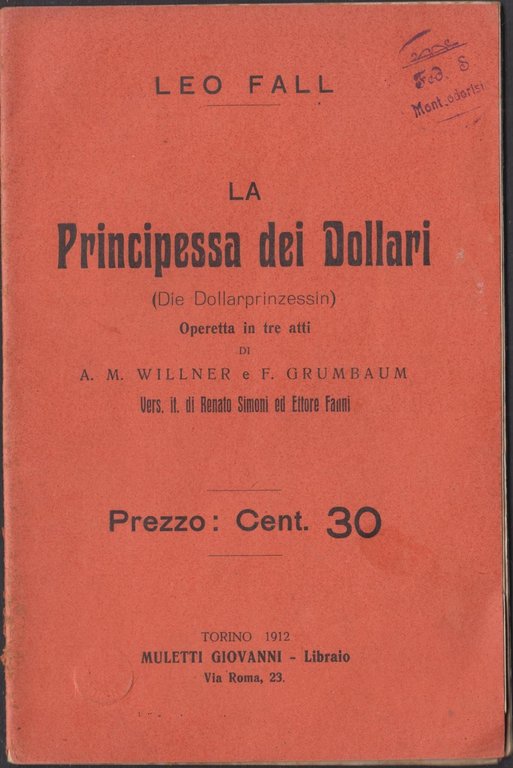 LEO FALL
Fed. S
LA
Principessa dei Dollari
(Die Dollarprinzessin)
Operetta in tre atti
DI
A. M. WILLNER e F. GRUMBAUM
Vers. it. di Renato Simoni ed Ettore Fanni
Prezzo: Cent. 30
TORINO 1912
MULETTI GIOVANNI - Libraio
Via Roma, 23.